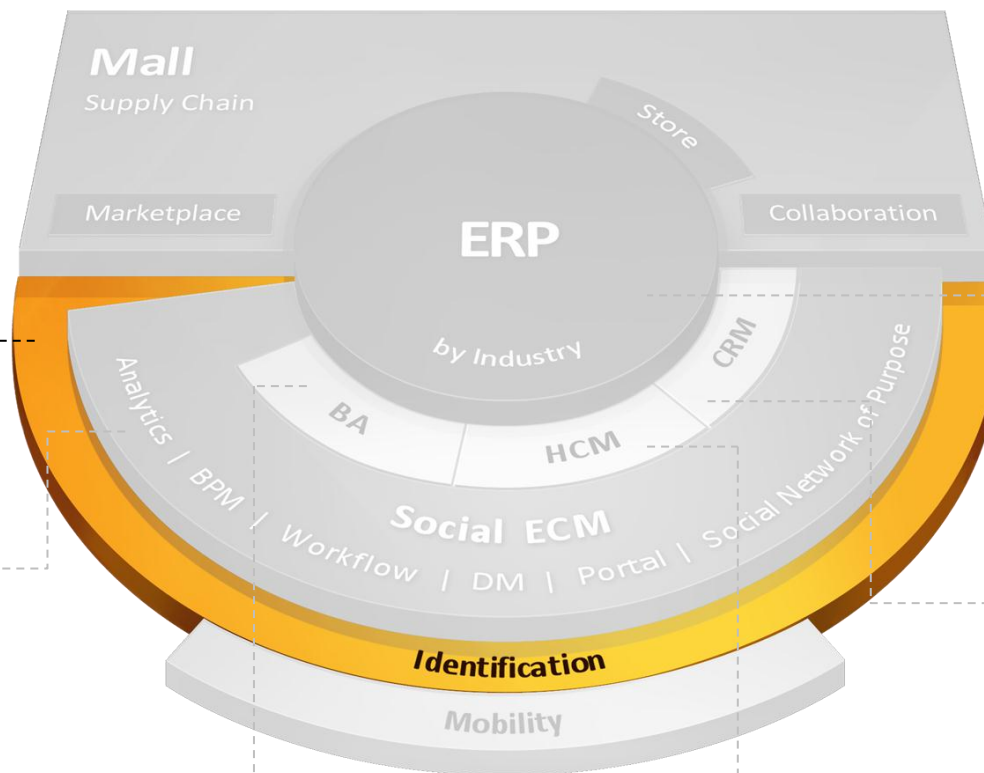 Mall
Supply Chain
Store
Marketplace
Collaboration
ERP
by Industry
CRM
BA
HCM
Social ECM
Analytics | BPM | Workflow | DM | Portal | Social Network of Purpose
Identification
Mobility